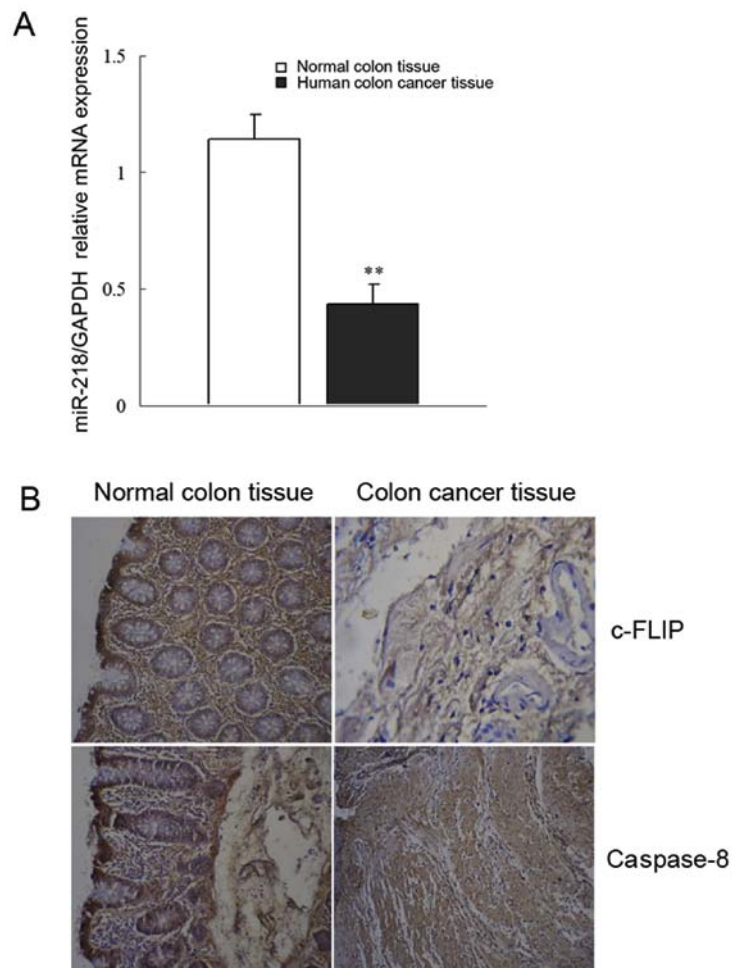 A
miR-218/GAPDH relative mRNA expression
1.5
1
0.5
0
Normal colon tissue
Human colon cancer tissue
**
B
Normal colon tissue
Colon cancer tissue
c-FLIP
Caspase-8